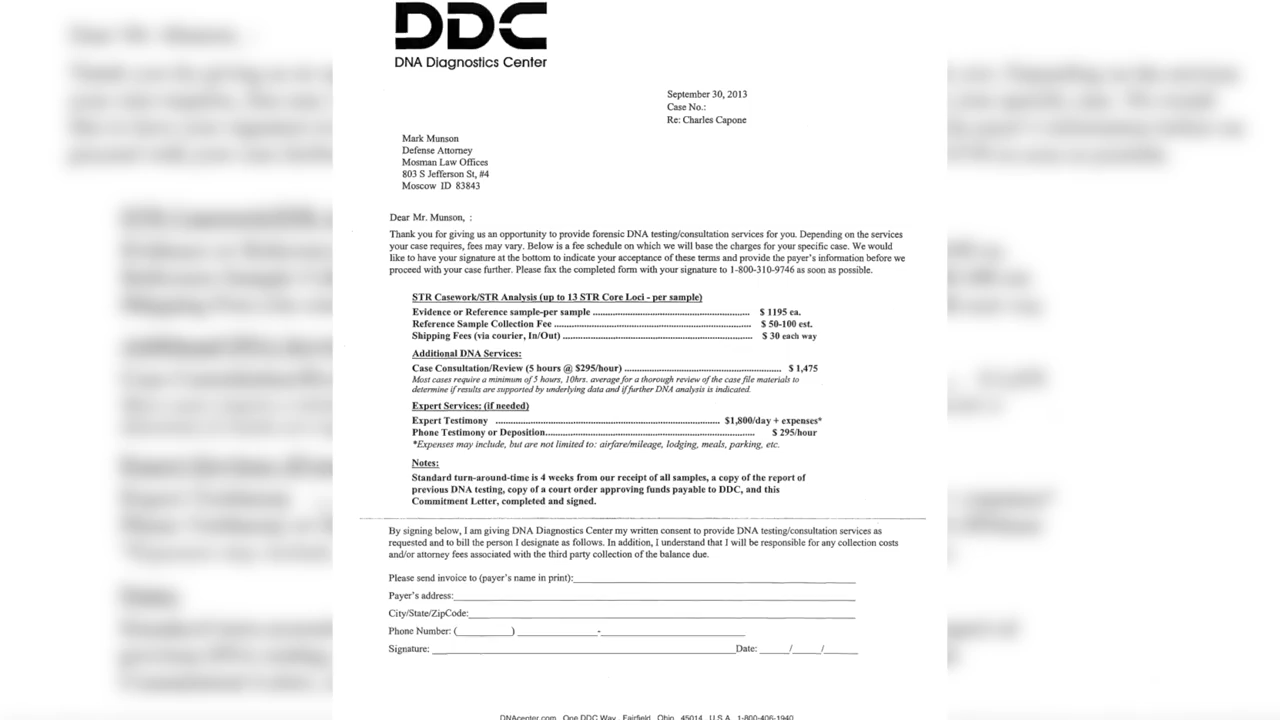 DDC
DNA Diagnostics Center
September 30, 2013
Case No.:
Re: Charles Capone
Mark Munson
Defense Attorney
Mosman Law Offices
803 S Jefferson St, #4
Moscow ID 83843
Dear Mr. Munson, :
Thank you for giving us an opportunity to provide forensic DNA testing/consultation services for you. Depending on the services
your case requires, fees may vary. Below is a fee schedule on which we will base the charges for your specific case. We would
like to have your signature at the bottom to indicate your acceptance of these terms and provide the payer's information before we
proceed with your case further. Please fax the completed form with your signature to 1-800-310-9746 as soon as possible.
STR Casework/STR Analysis (up to 13 STR Core Loci - per sample)
Evidence or Reference sample-per sample ........................................................ $ 1195 ea.
Reference Sample Collection Fee ...................................................................... $ 50-100 est.
Shipping Fees (via courier, In/Out) ..................................................................... $ 30 each way
Additional DNA Services:
Case Consultation/Review (5 hours @ $295/hour) ...................................................... $ 1,475
Most cases require a minimum of 5 hours, 10hrs. average for a thorough review of the case file materials to
determine if results are supported by underlying data and if further DNA analysis is indicated.
Expert Services: (if needed)
Expert Testimony ................................................................................ $1,800/day + expenses*
Phone Testimony or Deposition........................................................................ $ 295/hour
*Expenses may include, but are not limited to: airfare/mileage, lodging, meals, parking, etc.
Notes:
Standard turn-around-time is 4 weeks from our receipt of all samples, a copy of the report of
previous DNA testing, copy of a court order approving funds payable to DDC, and this
Commitment Letter, completed and signed.
By signing below, I am giving DNA Diagnostics Center my written consent to provide DNA testing/consultation services as
requested and to bill the person I designate as follows. In addition, I understand that I will be responsible for any collection costs
and/or attorney fees associated with the third party collection of the balance due.
Please send invoice to (payer's name in print):
Payer's address:
City/State/ZipCode:
Phone Number: ( ) -
Signature: Date: / /
DNAcenter.com One DDC Way Fairfield, Ohio 45014 U.S.A. 1-800-406-1940